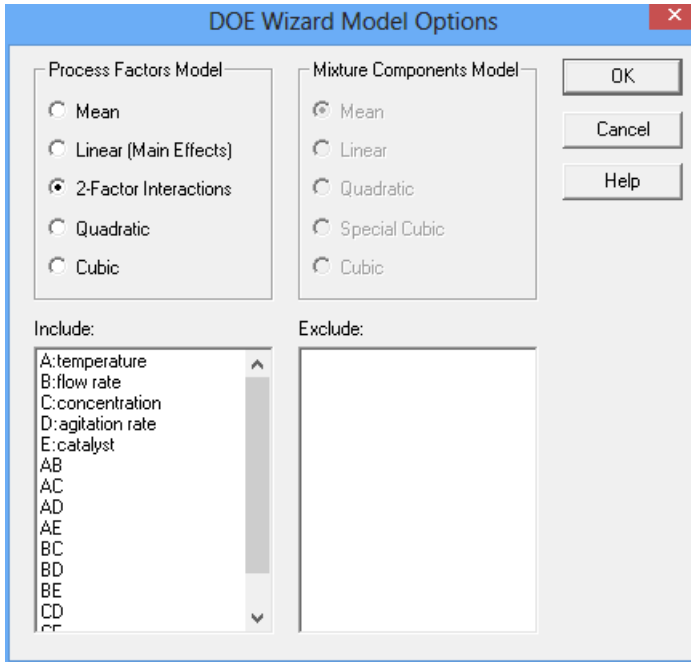 DOE Wizard Model Options
Process Factors Model
Mean
Linear (Main Effects)
2-Factor Interactions
Quadratic
Cubic
Mixture Components Model
Mean
Linear
Quadratic
Special Cubic
Cubic
OK
Cancel
Help
Include:
A:temperature
B:flow rate
C:concentration
D:agitation rate
E:catalyst
AB
AC
AD
AE
BC
BD
BE
CD
Exclude: